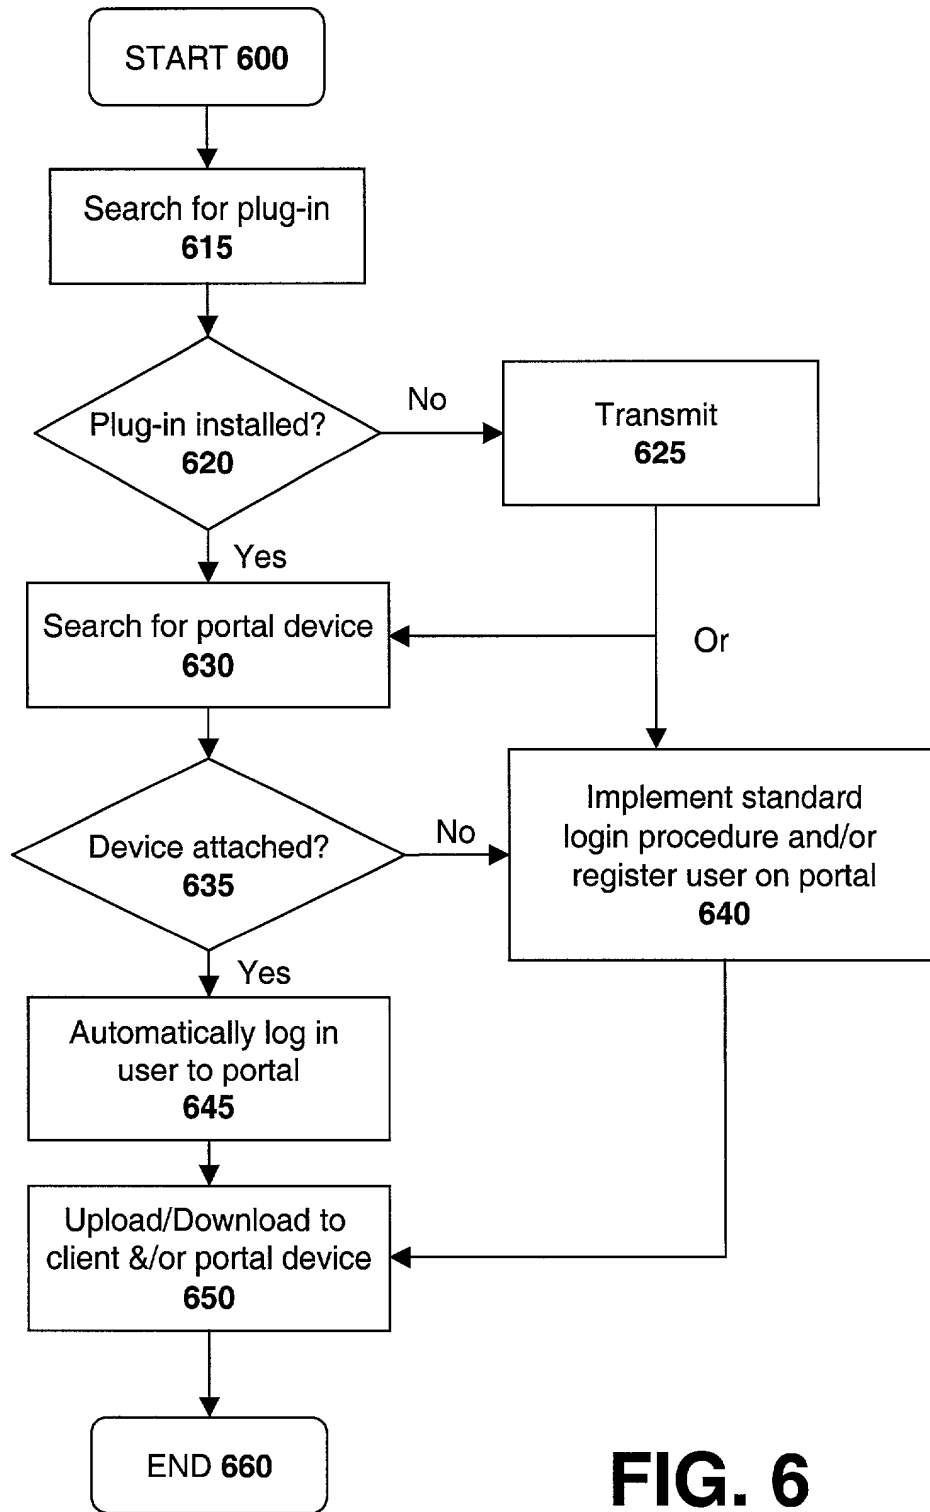 START 600
Search for plug-in
615
Plug-in installed?
620
No
Transmit
625
Yes
Search for portal device
630
Or
Device attached?
635
No
Implement standard
login procedure and/or
register user on portal
640
Yes
Automatically log in
user to portal
645
Upload/Download to
client &/or portal device
650
END 660
FIG. 6